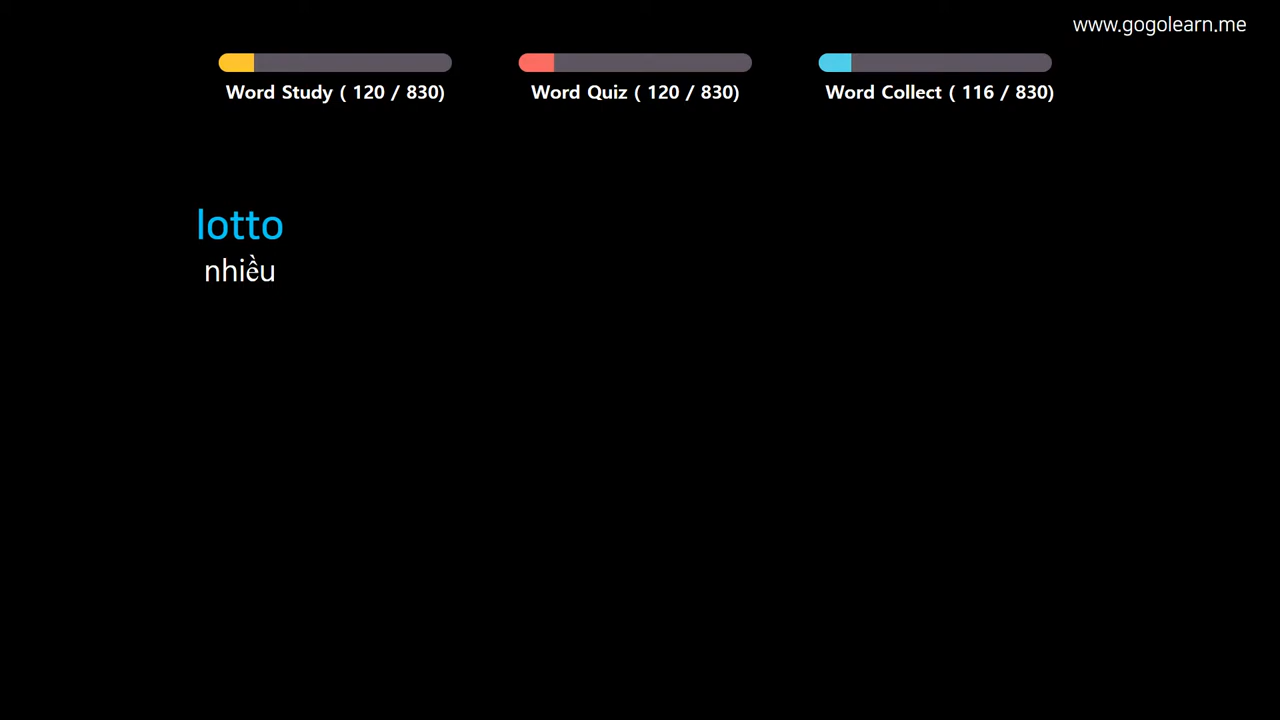 www.gogolearn.me
Word Study ( 120 / 830)
Word Quiz ( 120 / 830)
Word Collect ( 116 / 830)
lotto
nhiều